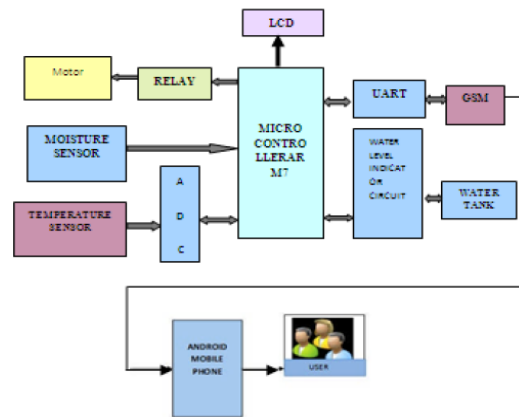 LCD
Motor
RELAY
MICRO
CONTRO
LLERAR
M7
UART
GSM
MOISTURE
SENSOR
WATER
LEVEL
INDICAT
OR
CIRCUIT
A
D
C
TEMPERATURE
SENSOR
WATER
TANK
ANDROID
MOBILE
PHONE
USER